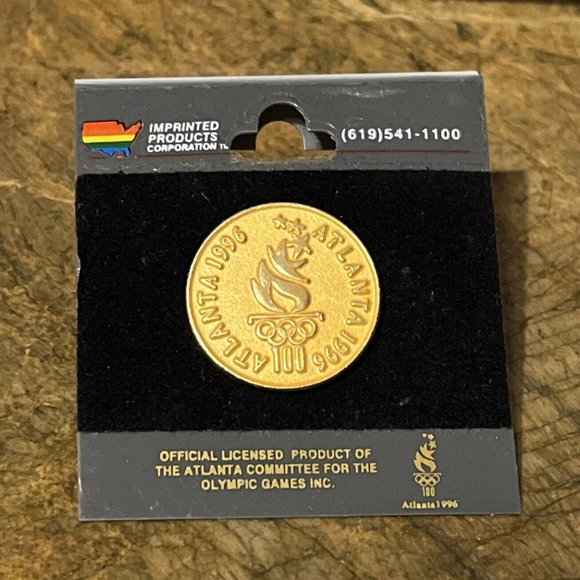 IMPRINTED
PRODUCTS
CORPORATION TM
(619)541-1100
ATLANTA 1996
ATLANTA 1996
100
OFFICIAL LICENSED PRODUCT OF
THE ATLANTA COMMITTEE FOR THE
OLYMPIC GAMES INC.
100
Atlanta1996